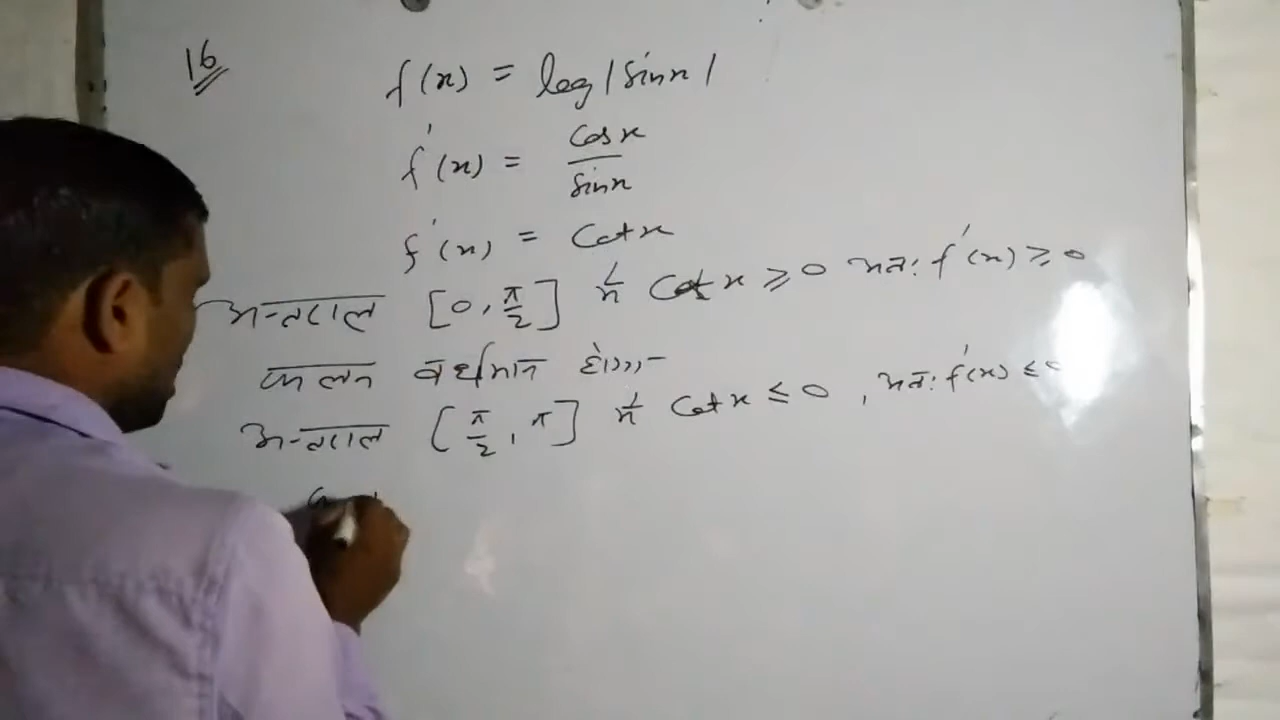 16
f(x) = log|sinx|
f'(x) = cosx / sinx
f'(x) = cotx
अन्तराल [0, π/2] में cotx ≥ 0 अतः f'(x) ≥ 0
फलन वर्धमान होगा-
अन्तराल [π/2, π] में cotx ≤ 0, अतः f'(x) ≤ 0